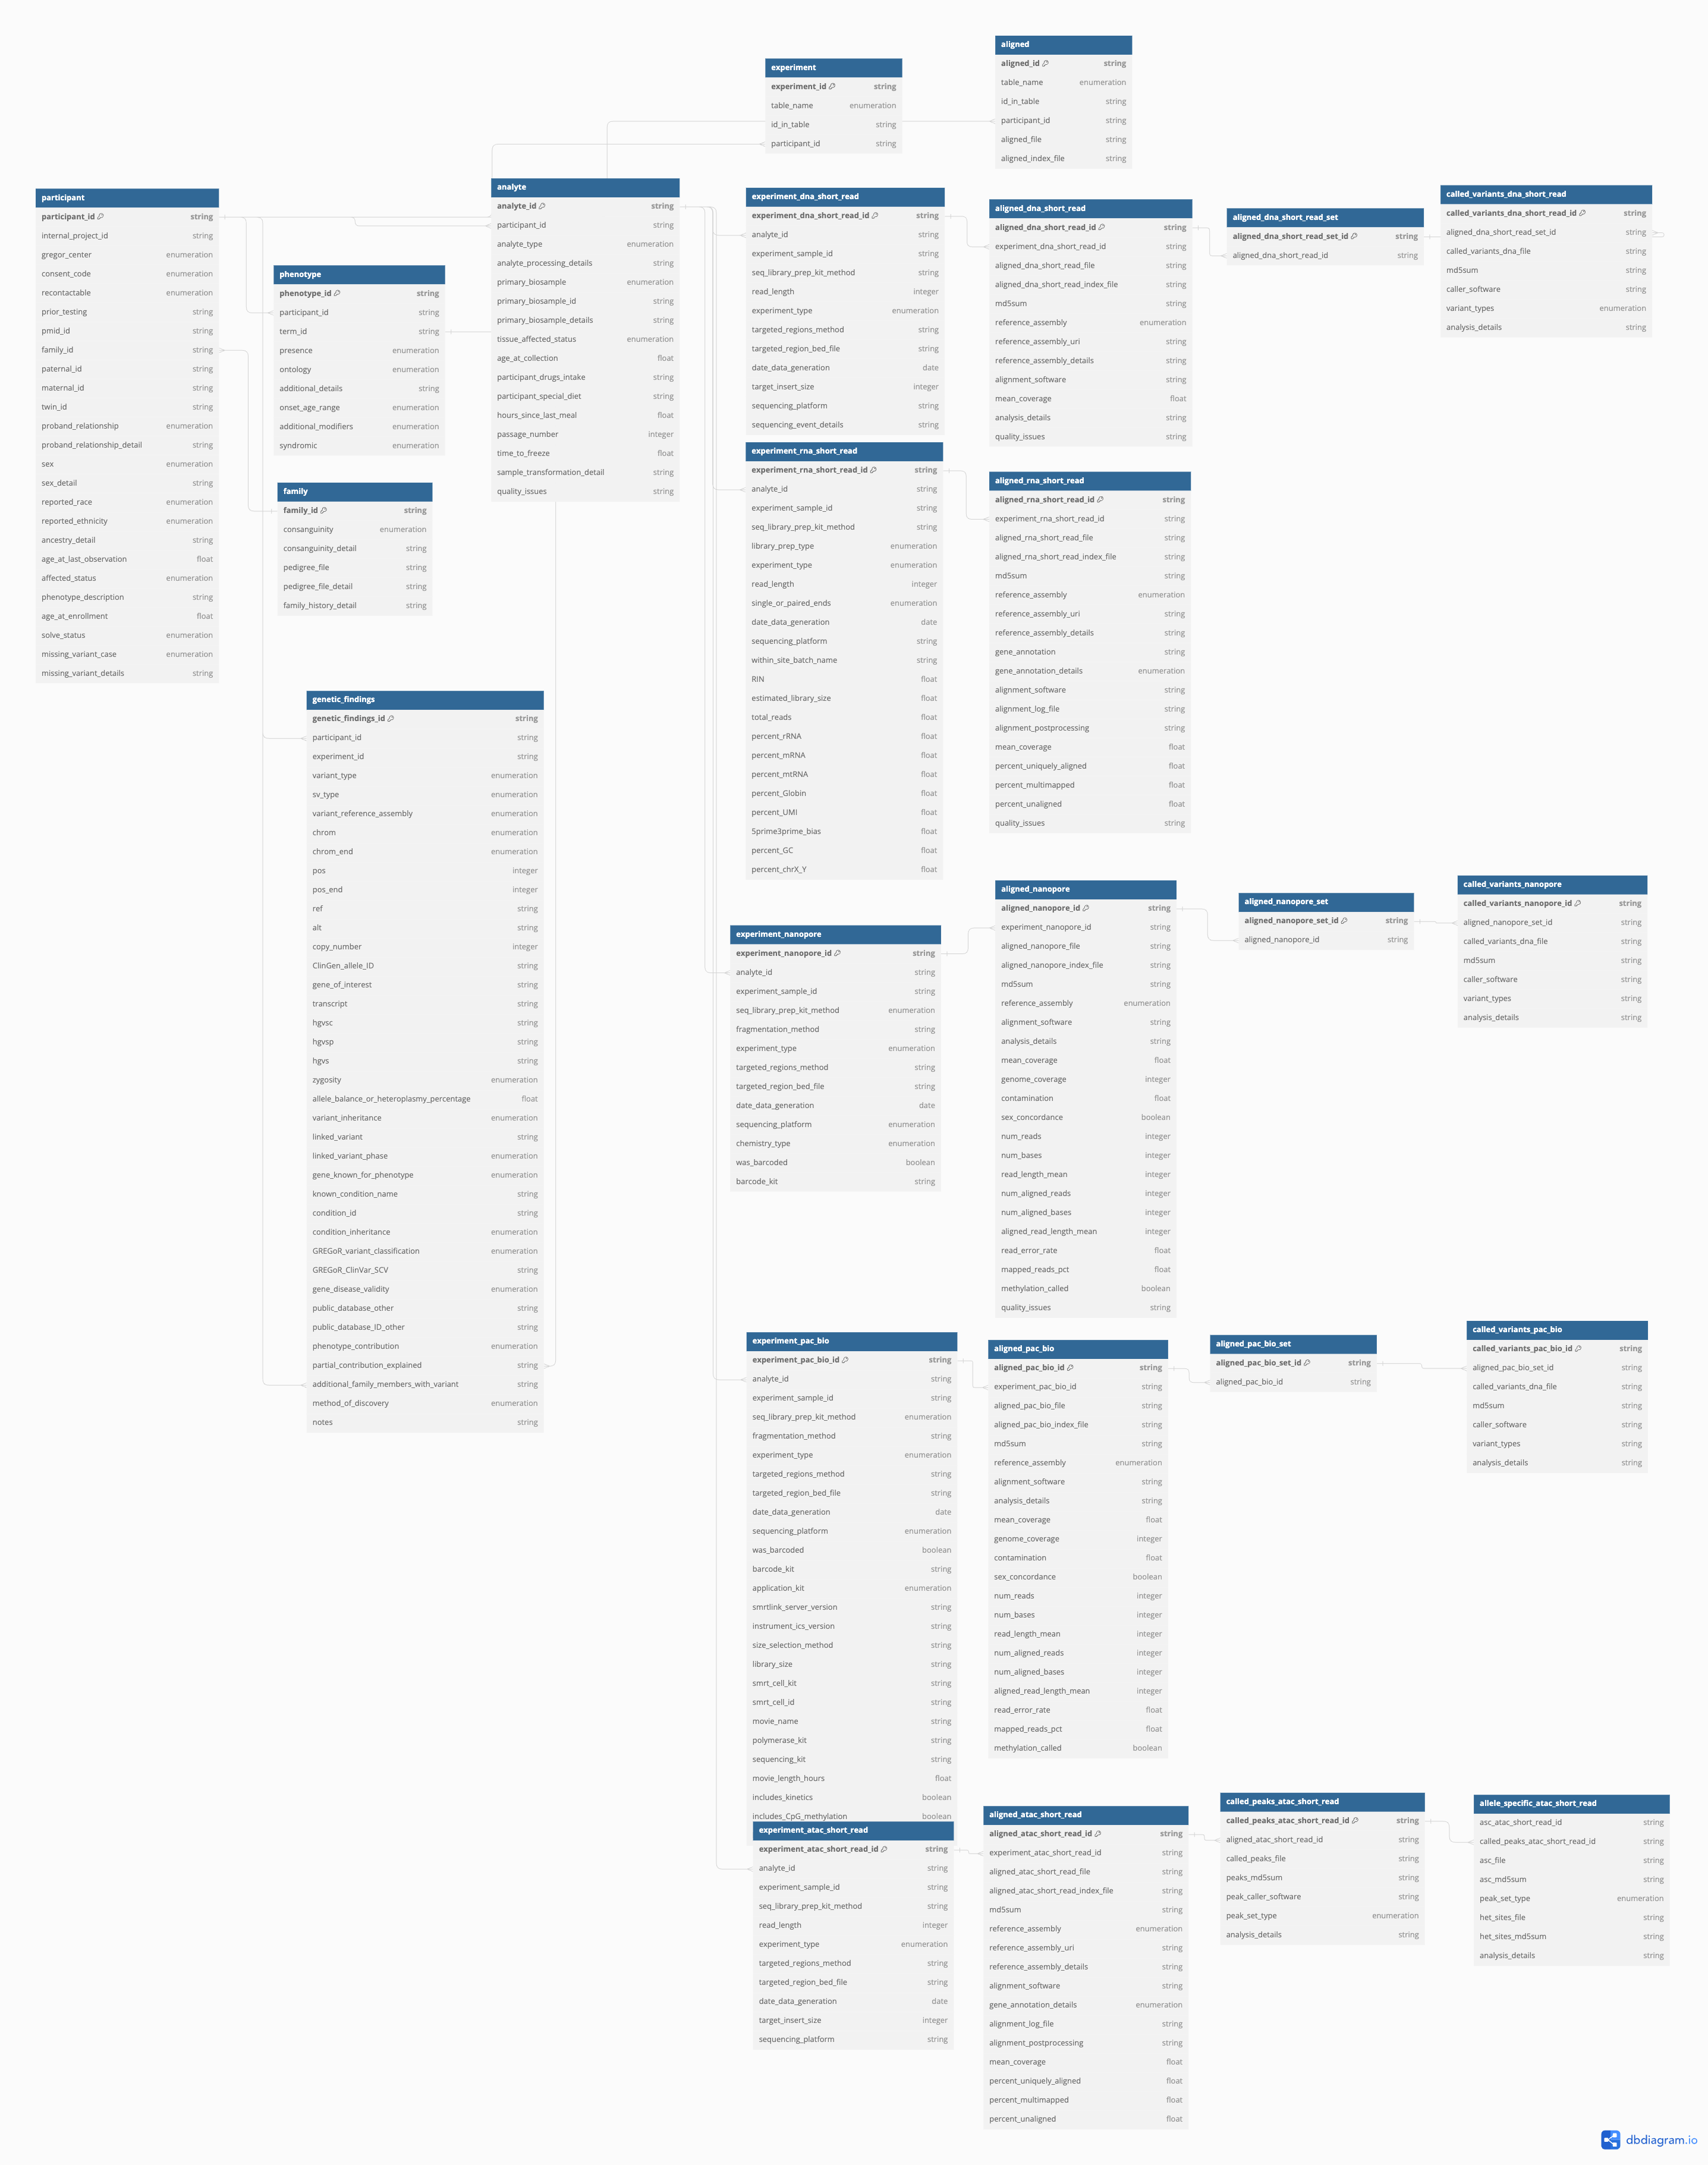 aligned
aligned_id string
table_name enumeration
id_in_table string
participant_id string
aligned_file string
aligned_index_file string
experiment
experiment_id string
table_name enumeration
id_in_table string
participant_id string
participant
participant_id string
internal_project_id string
gregor_center enumeration
consent_code enumeration
recontactable enumeration
prior_testing string
pmid_id string
family_id string
paternal_id string
maternal_id string
twin_id string
proband_relationship enumeration
proband_relationship_detail string
sex enumeration
sex_detail string
reported_race enumeration
reported_ethnicity enumeration
ancestry_detail string
age_at_last_observation float
affected_status enumeration
phenotype_description string
age_at_enrollment float
solve_status enumeration
missing_variant_case enumeration
missing_variant_details string
phenotype
phenotype_id string
participant_id string
term_id string
presence enumeration
ontology enumeration
additional_details string
onset_age_range enumeration
additional_modifiers enumeration
syndromic enumeration
family
family_id string
consanguinity enumeration
consanguinity_detail string
pedigree_file string
pedigree_file_detail string
family_history_detail string
analyte
analyte_id string
participant_id string
analyte_type enumeration
analyte_processing_details string
primary_biosample enumeration
primary_biosample_id string
primary_biosample_details string
tissue_affected_status enumeration
age_at_collection float
participant_drugs_intake string
participant_special_diet string
hours_since_last_meal float
passage_number integer
time_to_freeze float
sample_transformation_detail string
quality_issues string
genetic_findings
genetic_findings_id string
participant_id string
experiment_id string
variant_type enumeration
sv_type enumeration
variant_reference_assembly enumeration
chrom enumeration
chrom_end enumeration
pos integer
pos_end integer
ref string
alt string
copy_number integer
ClinGen_allele_ID string
gene_of_interest string
transcript string
hgvsc string
hgvsp string
hgvs string
zygosity enumeration
allele_balance_or_heteroplasmy_percentage float
variant_inheritance enumeration
linked_variant string
linked_variant_phase enumeration
gene_known_for_phenotype enumeration
known_condition_name string
condition_id string
condition_inheritance enumeration
GREGoR_variant_classification enumeration
GREGoR_ClinVar_SCV string
gene_disease_validity enumeration
public_database_other string
public_database_ID_other string
phenotype_contribution enumeration
partial_contribution_explained string
additional_family_members_with_variant string
method_of_discovery enumeration
notes string
experiment_dna_short_read
experiment_dna_short_read_id string
analyte_id string
experiment_sample_id string
seq_library_prep_kit_method string
read_length integer
experiment_type enumeration
targeted_regions_method string
targeted_region_bed_file string
date_data_generation date
target_insert_size integer
sequencing_platform string
sequencing_event_details string
aligned_dna_short_read
aligned_dna_short_read_id string
experiment_dna_short_read_id string
aligned_dna_short_read_file string
aligned_dna_short_read_index_file string
md5sum string
reference_assembly enumeration
reference_assembly_uri string
reference_assembly_details string
alignment_software string
mean_coverage float
analysis_details string
quality_issues string
aligned_dna_short_read_set
aligned_dna_short_read_set_id string
aligned_dna_short_read_id string
called_variants_dna_short_read
called_variants_dna_short_read_id string
aligned_dna_short_read_set_id string
called_variants_dna_file string
md5sum string
caller_software string
variant_types enumeration
analysis_details string
experiment_rna_short_read
experiment_rna_short_read_id string
analyte_id string
experiment_sample_id string
seq_library_prep_kit_method string
library_prep_type enumeration
experiment_type enumeration
read_length integer
single_or_paired_ends enumeration
date_data_generation date
sequencing_platform string
within_site_batch_name string
RIN float
estimated_library_size float
total_reads float
percent_rRNA float
percent_mRNA float
percent_mtRNA float
percent_Globin float
percent_UMI float
5prime3prime_bias float
percent_GC float
percent_chrX_Y float
aligned_rna_short_read
aligned_rna_short_read_id string
experiment_rna_short_read_id string
aligned_rna_short_read_file string
aligned_rna_short_read_index_file string
md5sum string
reference_assembly enumeration
reference_assembly_uri string
reference_assembly_details string
gene_annotation string
gene_annotation_details enumeration
alignment_software string
alignment_log_file string
alignment_postprocessing string
mean_coverage float
percent_uniquely_aligned float
percent_multimapped float
percent_unaligned float
quality_issues string
experiment_nanopore
experiment_nanopore_id string
analyte_id string
experiment_sample_id string
seq_library_prep_kit_method enumeration
fragmentation_method string
experiment_type enumeration
targeted_regions_method string
targeted_region_bed_file string
date_data_generation date
sequencing_platform enumeration
chemistry_type enumeration
was_barcoded boolean
barcode_kit string
aligned_nanopore
aligned_nanopore_id string
experiment_nanopore_id string
aligned_nanopore_file string
aligned_nanopore_index_file string
md5sum string
reference_assembly enumeration
alignment_software string
analysis_details string
mean_coverage float
genome_coverage integer
contamination float
sex_concordance boolean
num_reads integer
num_bases integer
read_length_mean integer
num_aligned_reads integer
num_aligned_bases integer
aligned_read_length_mean integer
read_error_rate float
mapped_reads_pct float
methylation_called boolean
quality_issues string
aligned_nanopore_set
aligned_nanopore_set_id string
aligned_nanopore_id string
called_variants_nanopore
called_variants_nanopore_id string
aligned_nanopore_set_id string
called_variants_dna_file string
md5sum string
caller_software string
variant_types string
analysis_details string
experiment_pac_bio
experiment_pac_bio_id string
analyte_id string
experiment_sample_id string
seq_library_prep_kit_method enumeration
fragmentation_method string
experiment_type enumeration
targeted_regions_method string
targeted_region_bed_file string
date_data_generation date
sequencing_platform enumeration
was_barcoded boolean
barcode_kit string
application_kit enumeration
smrtlink_server_version string
instrument_ics_version string
size_selection_method string
library_size string
smrt_cell_kit string
smrt_cell_id string
movie_name string
polymerase_kit string
sequencing_kit string
movie_length_hours float
includes_kinetics boolean
includes_CpG_methylation boolean
aligned_pac_bio
aligned_pac_bio_id string
experiment_pac_bio_id string
aligned_pac_bio_file string
aligned_pac_bio_index_file string
md5sum string
reference_assembly enumeration
alignment_software string
analysis_details string
mean_coverage float
genome_coverage integer
contamination float
sex_concordance boolean
num_reads integer
num_bases integer
read_length_mean integer
num_aligned_reads integer
num_aligned_bases integer
aligned_read_length_mean integer
read_error_rate float
mapped_reads_pct float
methylation_called boolean
aligned_pac_bio_set
aligned_pac_bio_set_id string
aligned_pac_bio_id string
called_variants_pac_bio
called_variants_pac_bio_id string
aligned_pac_bio_set_id string
called_variants_dna_file string
md5sum string
caller_software string
variant_types string
analysis_details string
experiment_atac_short_read
experiment_atac_short_read_id string
analyte_id string
experiment_sample_id string
seq_library_prep_kit_method string
read_length integer
experiment_type enumeration
targeted_regions_method string
targeted_region_bed_file string
date_data_generation date
target_insert_size integer
sequencing_platform string
aligned_atac_short_read
aligned_atac_short_read_id string
experiment_atac_short_read_id string
aligned_atac_short_read_file string
aligned_atac_short_read_index_file string
md5sum string
reference_assembly enumeration
reference_assembly_uri string
reference_assembly_details string
alignment_software string
gene_annotation_details enumeration
alignment_log_file string
alignment_postprocessing string
mean_coverage float
percent_uniquely_aligned float
percent_multimapped float
percent_unaligned float
called_peaks_atac_short_read
called_peaks_atac_short_read_id string
aligned_atac_short_read_id string
called_peaks_file string
peaks_md5sum string
peak_caller_software string
peak_set_type enumeration
analysis_details string
allele_specific_atac_short_read
asc_atac_short_read_id string
called_peaks_atac_short_read_id string
asc_file string
asc_md5sum string
peak_set_type enumeration
het_sites_file string
het_sites_md5sum string
analysis_details string
dbdiagram.io